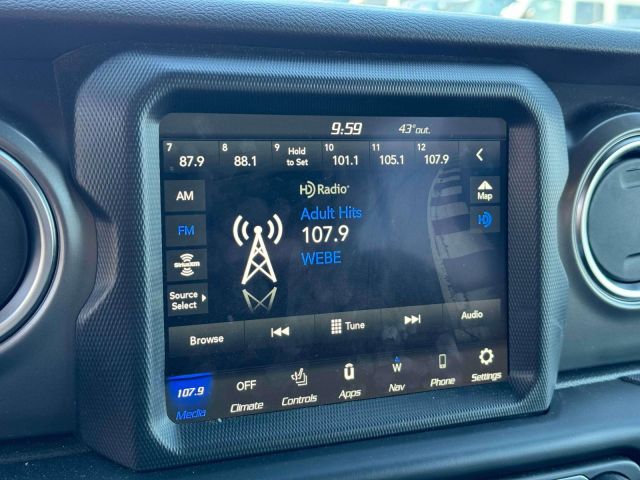 9:59 43°out.
7 87.9 8 88.1 9 Hold to Set 10 101.1 11 105.1 12 107.9
HD Radio
AM
Adult Hits
Map
107.9
HD
FM
WEBE
SiriusXM
Source Select
Browse Tune Audio
107.9 OFF W
Media Climate Controls Apps Nav Phone Settings